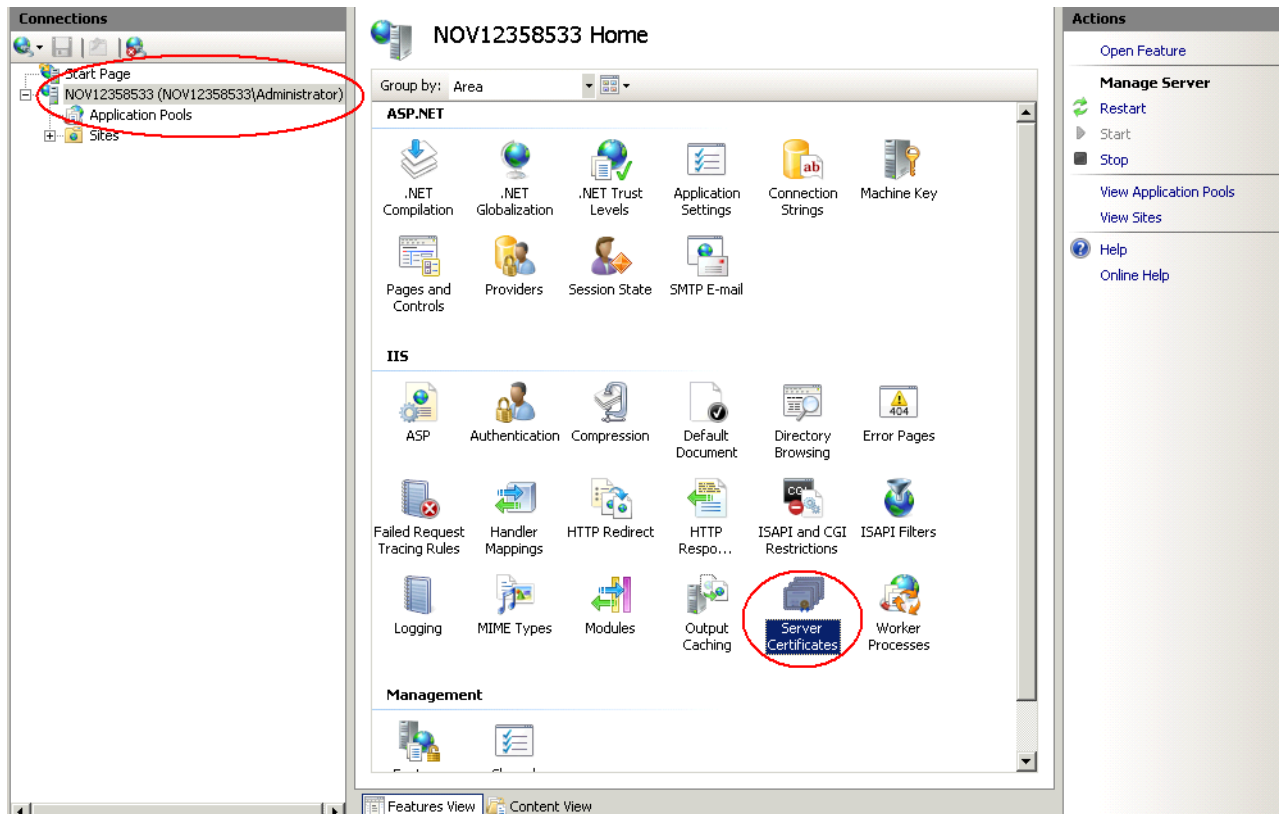 Connections
Start Page
NOV12358533 (NOV12358533\Administrator)
Application Pools
Sites
NOV12358533 Home
Group by: Area
ASP.NET
.NET Compilation
.NET Globalization
.NET Trust Levels
Application Settings
ab
Connection Strings
Machine Key
Pages and Controls
Providers
Session State
SMTP E-mail
IIS
ASP
Authentication
Compression
Default Document
Directory Browsing
404
Error Pages
Failed Request Tracing Rules
Handler Mappings
HTTP Redirect
HTTP Respo...
CGI
ISAPI and CGI Restrictions
ISAPI Filters
Logging
MIME Types
Modules
Output Caching
Server Certificates
Worker Processes
Management
Features View
Content View
Actions
Open Feature
Manage Server
Restart
Start
Stop
View Application Pools
View Sites
Help
Online Help